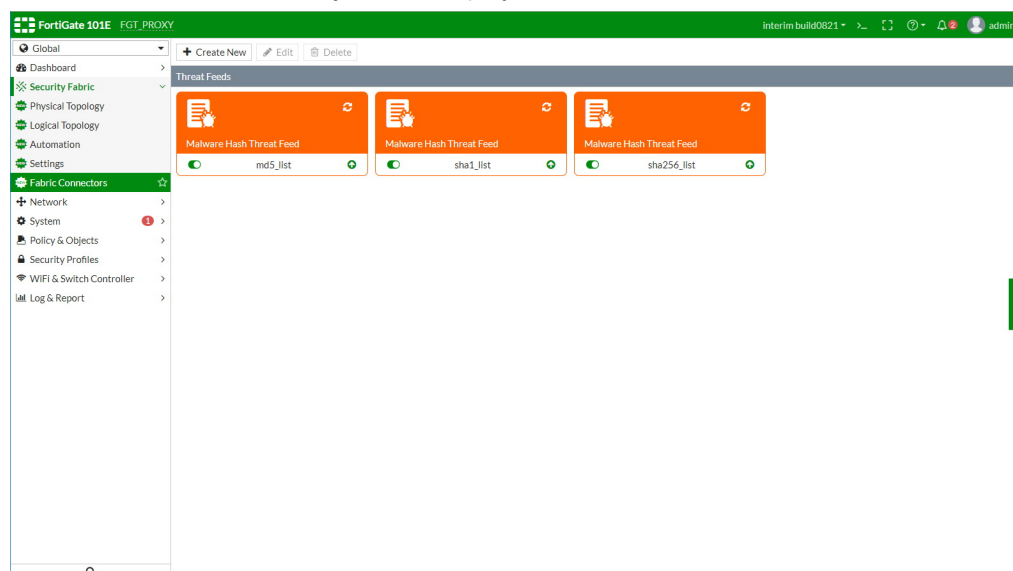 FortiGate 101E FGT_PROXY interim build0821 >_ 2 admin
Global
+ Create New Edit Delete
Dashboard
Threat Feeds
Security Fabric
Physical Topology
Logical Topology
Automation
Malware Hash Threat Feed Malware Hash Threat Feed Malware Hash Threat Feed
Settings
md5_list sha1_list sha256_list
Fabric Connectors
Network
System 1
Policy & Objects
Security Profiles
WiFi & Switch Controller
Log & Report